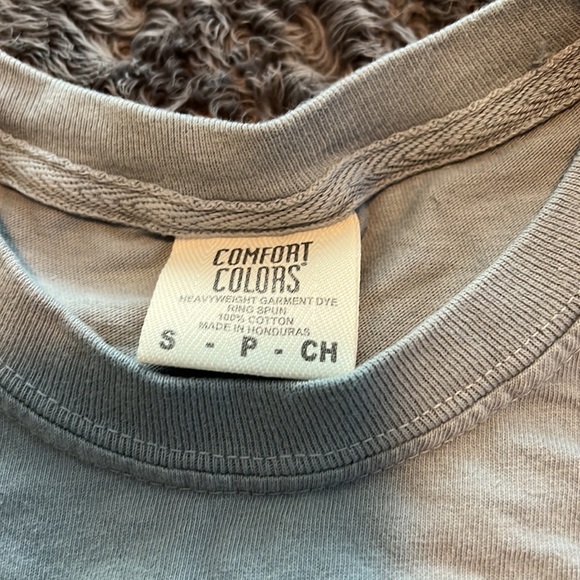 COMFORT
COLORS®
HEAVYWEIGHT GARMENT DYE
RING SPUN
100% COTTON
MADE IN HONDURAS
S - P - CH